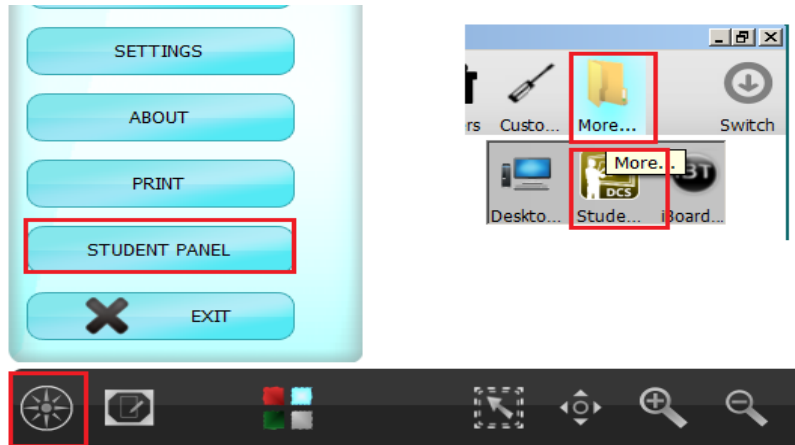 SETTINGS
ABOUT
PRINT
STUDENT PANEL
EXIT
rs Custo... More... Switch
More...
DCS
Deskto... Stude... iBoard...